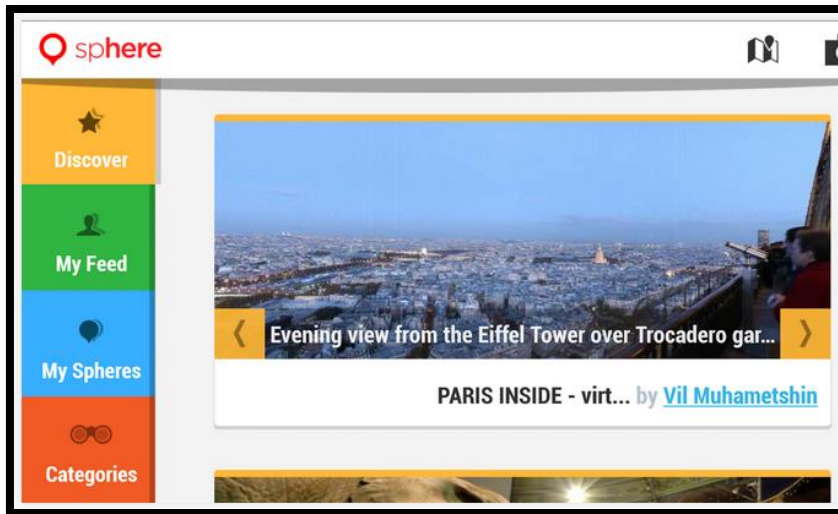 sphere
Discover
My Feed
My Spheres
Categories
Evening view from the Eiffel Tower over Trocadero gar...
PARIS INSIDE - virt... by Vil Muhametshin